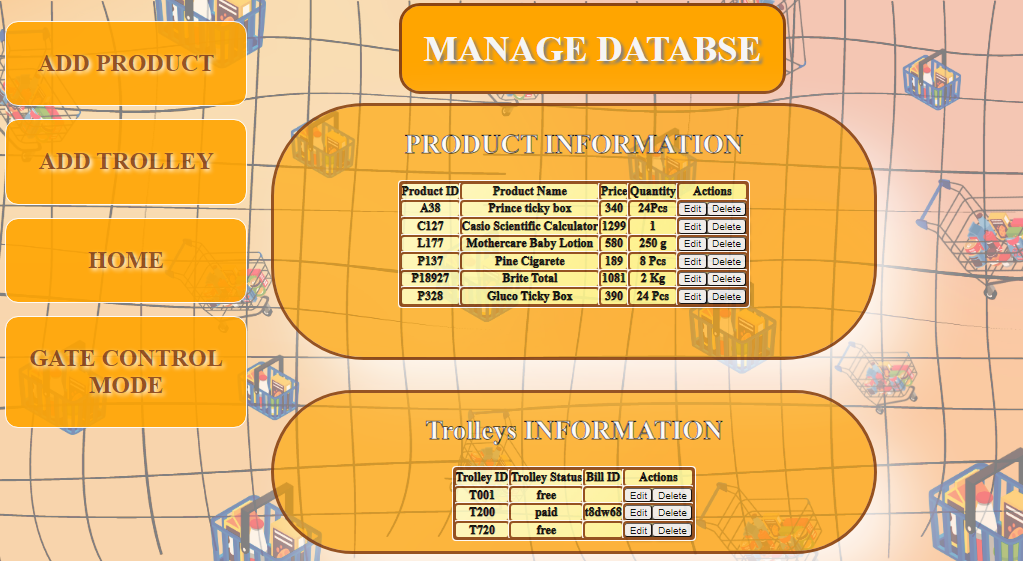 MANAGE DATABSE
ADD PRODUCT
ADD TROLLEY
HOME
GATE CONTROL
MODE
PRODUCT INFORMATION
Product ID Product Name Price Quantity Actions
A38 Prince ticky box 340 24Pcs Edit Delete
C127 Casio Scientific Calculator 1299 1 Edit Delete
L177 Mothercare Baby Lotion 580 250 g Edit Delete
P137 Pine Cigarete 189 8 Pcs Edit Delete
P18927 Brite Total 1081 2 Kg Edit Delete
P328 Gluco Ticky Box 390 24 Pcs Edit Delete
Trolleys INFORMATION
Trolley ID Trolley Status Bill ID Actions
T001 free Edit Delete
T200 paid t8dw68 Edit Delete
T720 free Edit Delete